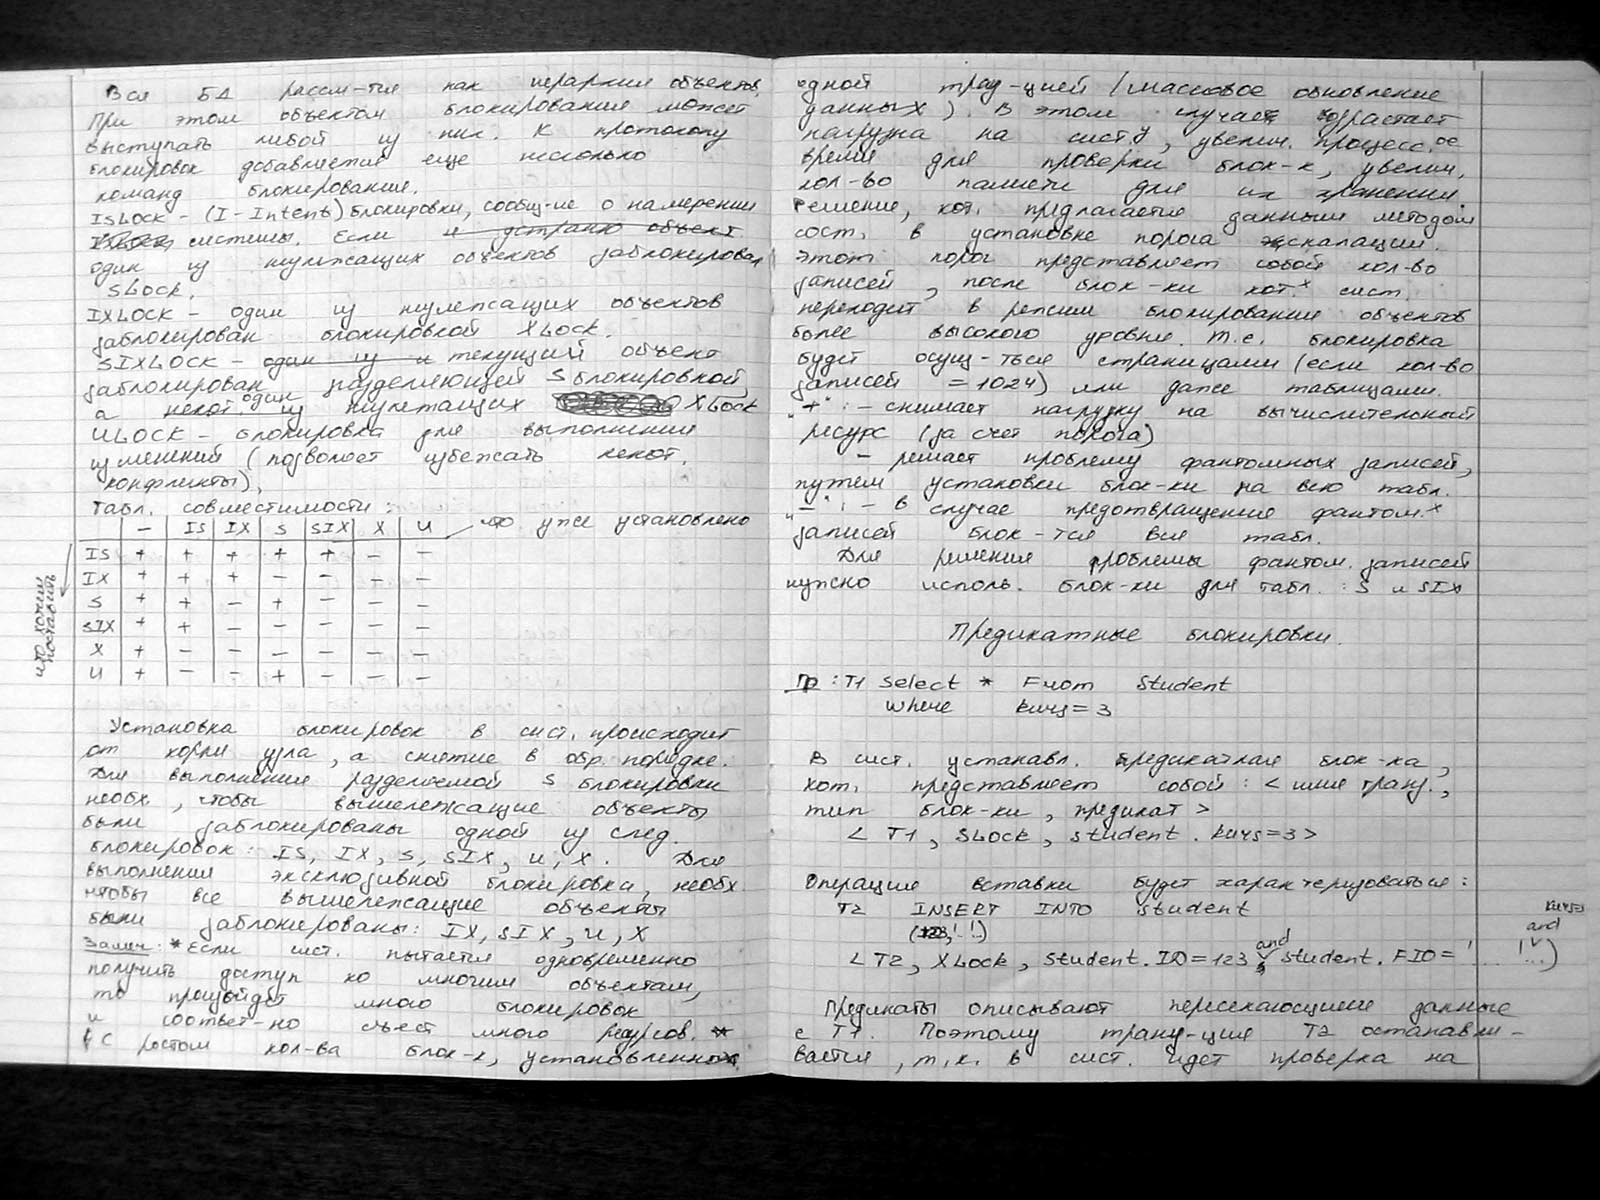 Вся БД рассм-тся как иерархия объектов.
При этом объектом блокирования может
выступать любой из них. К протоколу
блокировок добавляется еще несколько
команд блокирования.
ISLOCK - (I-Intent) блокировки, сообщ-ие о намерении
системы. Если и устрано объект
один из нижележащих объектов заблокирован
SLOCK.
IXLOCK - один из нижележащих объектов
заблокирован блокировкой XLOCK.
SIXLOCK - один из н текущий объект
заблокирован разделяющей S блокировкой,
а некот. один из нижележащих XLOCK
ULOCK - блокировка для выполнения
изменений (позволяет избежать некот.
конфликты).
Табл. совместимости:
- IS IX S SIX X U что уже установлено
IS + + + + + - -
IX + + + - - - -
S + + - + - - -
SIX + + - - - - -
X + - - - - - -
U + - - + - - -
что хотим
поставить
Установка блокировок в сист. происходит
от корня узла, а снятие в обр. порядке.
Для выполнения разделяемой S блокировки
необх, чтобы вышележащие объекты
были заблокированы одной из след.
блокировок: IS, IX, S, SIX, U, X. Для
выполнения эксклюзивной блокировка, необх.
чтобы все вышележащие объекты
были заблокированы: IX, SIX, U, X
Замеч: * Если сист. пытается одновременно
получить доступ ко многим объектам,
то произойдет много блокировок
и соответ-но съест много ресурсов. *
С ростом кол-ва блок-к, установленных
одной транз-цией (массовое обновление
данных). В этом случае возрастает
нагрузка на сист-у, увелич. процесс.ое
время для проверки блок-к, увелич.
кол-во памяти для их хранения
решение, кот. предлагается данным методом
сост. в установке порога эскалации.
Этот порог представляет собой кол-во
записей, после блок-ки кот.х сист.
переходит в режим блокирования объектов
более высокого уровня. Т.е. блокировка
будет осущ-ться страницами (если кол-во
записей = 1024) или даже таблицами.
"+": - снимает нагрузку на вычислительный
ресурс (за счет порога)
- решает проблему фантомных записей,
путем установки блок-ки на всю табл.
"-": - в случае предотвращения фантом.х
записей блок-тся вся табл.
Для решения проблемы фантом. записей
нужно использ. блок-ки для табл.: S и SIX
Предикатные блокировки.
Пр: T1 Select * From Student
where kurs = 3
В сист. устанавл. предикатная блок-ка,
кот. представляет собой: < имя транз.,
тип блок-ки, предикат >
< T1, SLOCK, student.kurs=3 >
Операция вставки будет характеризоваться:
T2 INSERT INTO student
(123, '...')
< T2, XLOCK, student.ID=123 and student.FIO='... ...') kurs= and
Предикаты описывают пересекающиеся данные
с T1. Поэтому транз-ция T2 останавли-
вается, т.к. в сист. идет проверка на